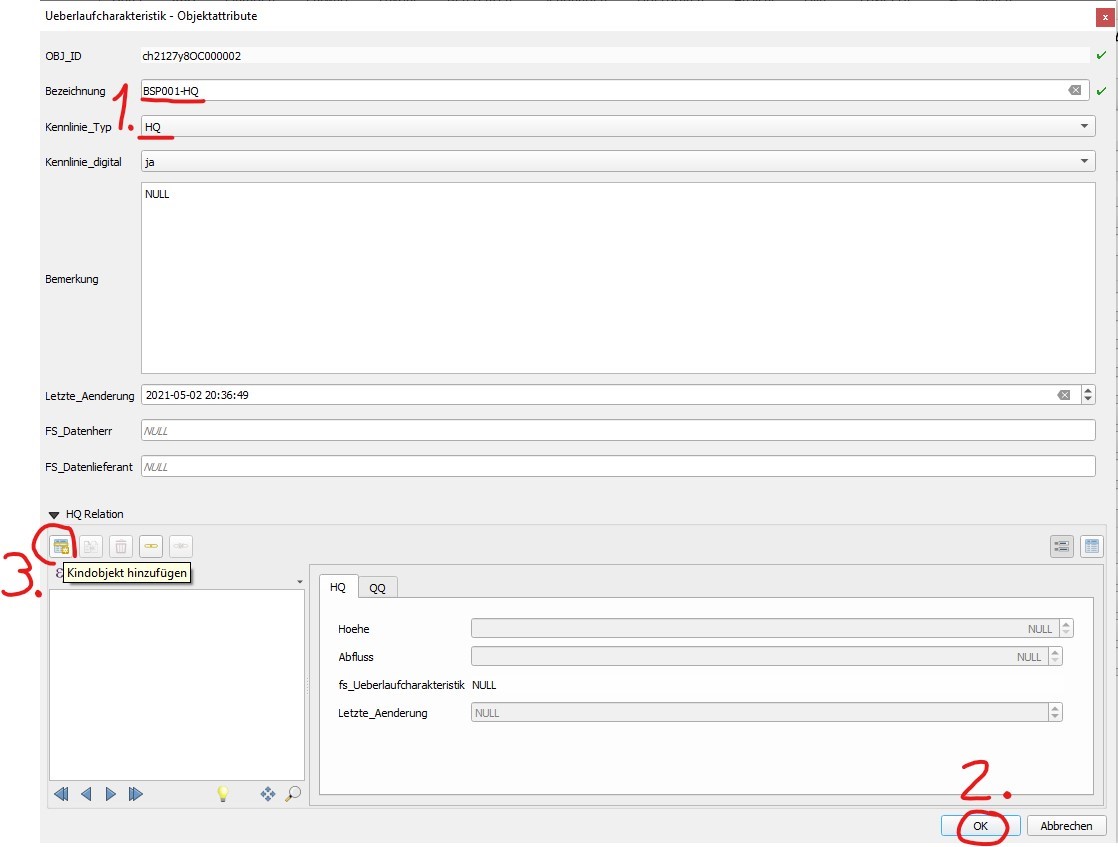 Ueberlaufcharakteristik - Objektattribute
OBJ_ID ch2127y8OC000002
Bezeichnung BSP001-HQ
1.
Kennlinie_Typ HQ
Kennlinie_digital ja
NULL
Bemerkung
Letzte_Aenderung 2021-05-02 20:36:49
FS_Datenherr NULL
FS_Datenlieferant NULL
HQ Relation
3.
ε
Kindobjekt hinzufügen
HQ QQ
Hoehe NULL
Abfluss NULL
fs_Ueberlaufcharakteristik NULL
Letzte_Aenderung NULL
2.
OK Abbrechen